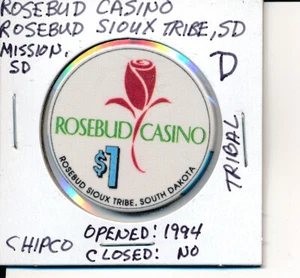 ROSEBUD CASINO
ROSEBUD SIOUX TRIBE, SD
MISSION, SD
D
ROSEBUD CASINO
$1
ROSEBUD SIOUX TRIBE, SOUTH DAKOTA
TRIBAL
CHIPCO
OPENED: 1994
CLOSED: NO